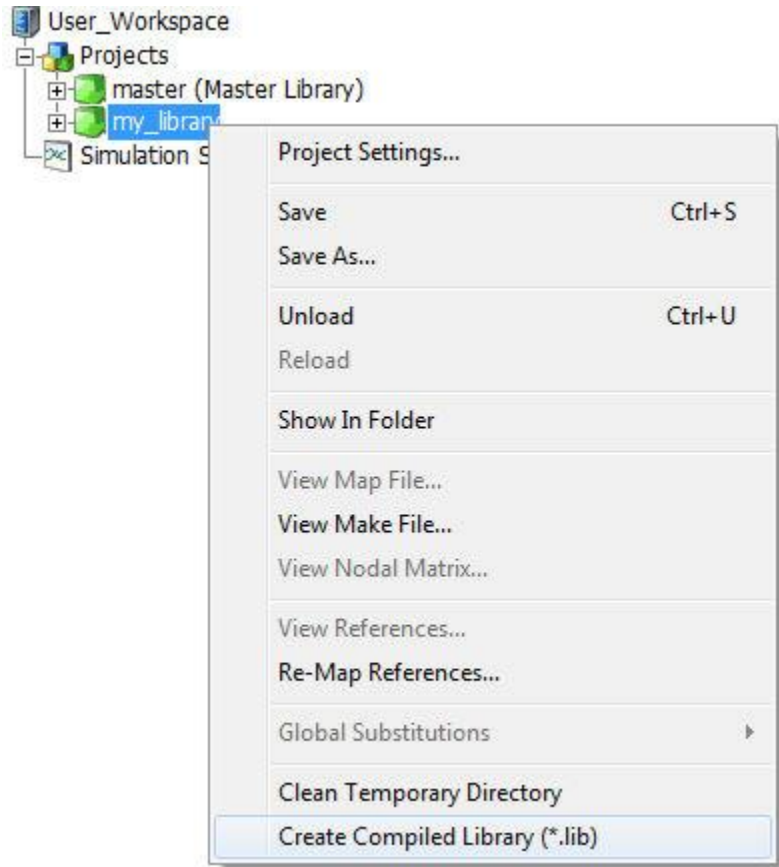 User_Workspace
Projects
master (Master Library)
my_library
Simulation S
Project Settings...
Save Ctrl+S
Save As...
Unload Ctrl+U
Reload
Show In Folder
View Map File...
View Make File...
View Nodal Matrix...
View References...
Re-Map References...
Global Substitutions
Clean Temporary Directory
Create Compiled Library (*.lib)